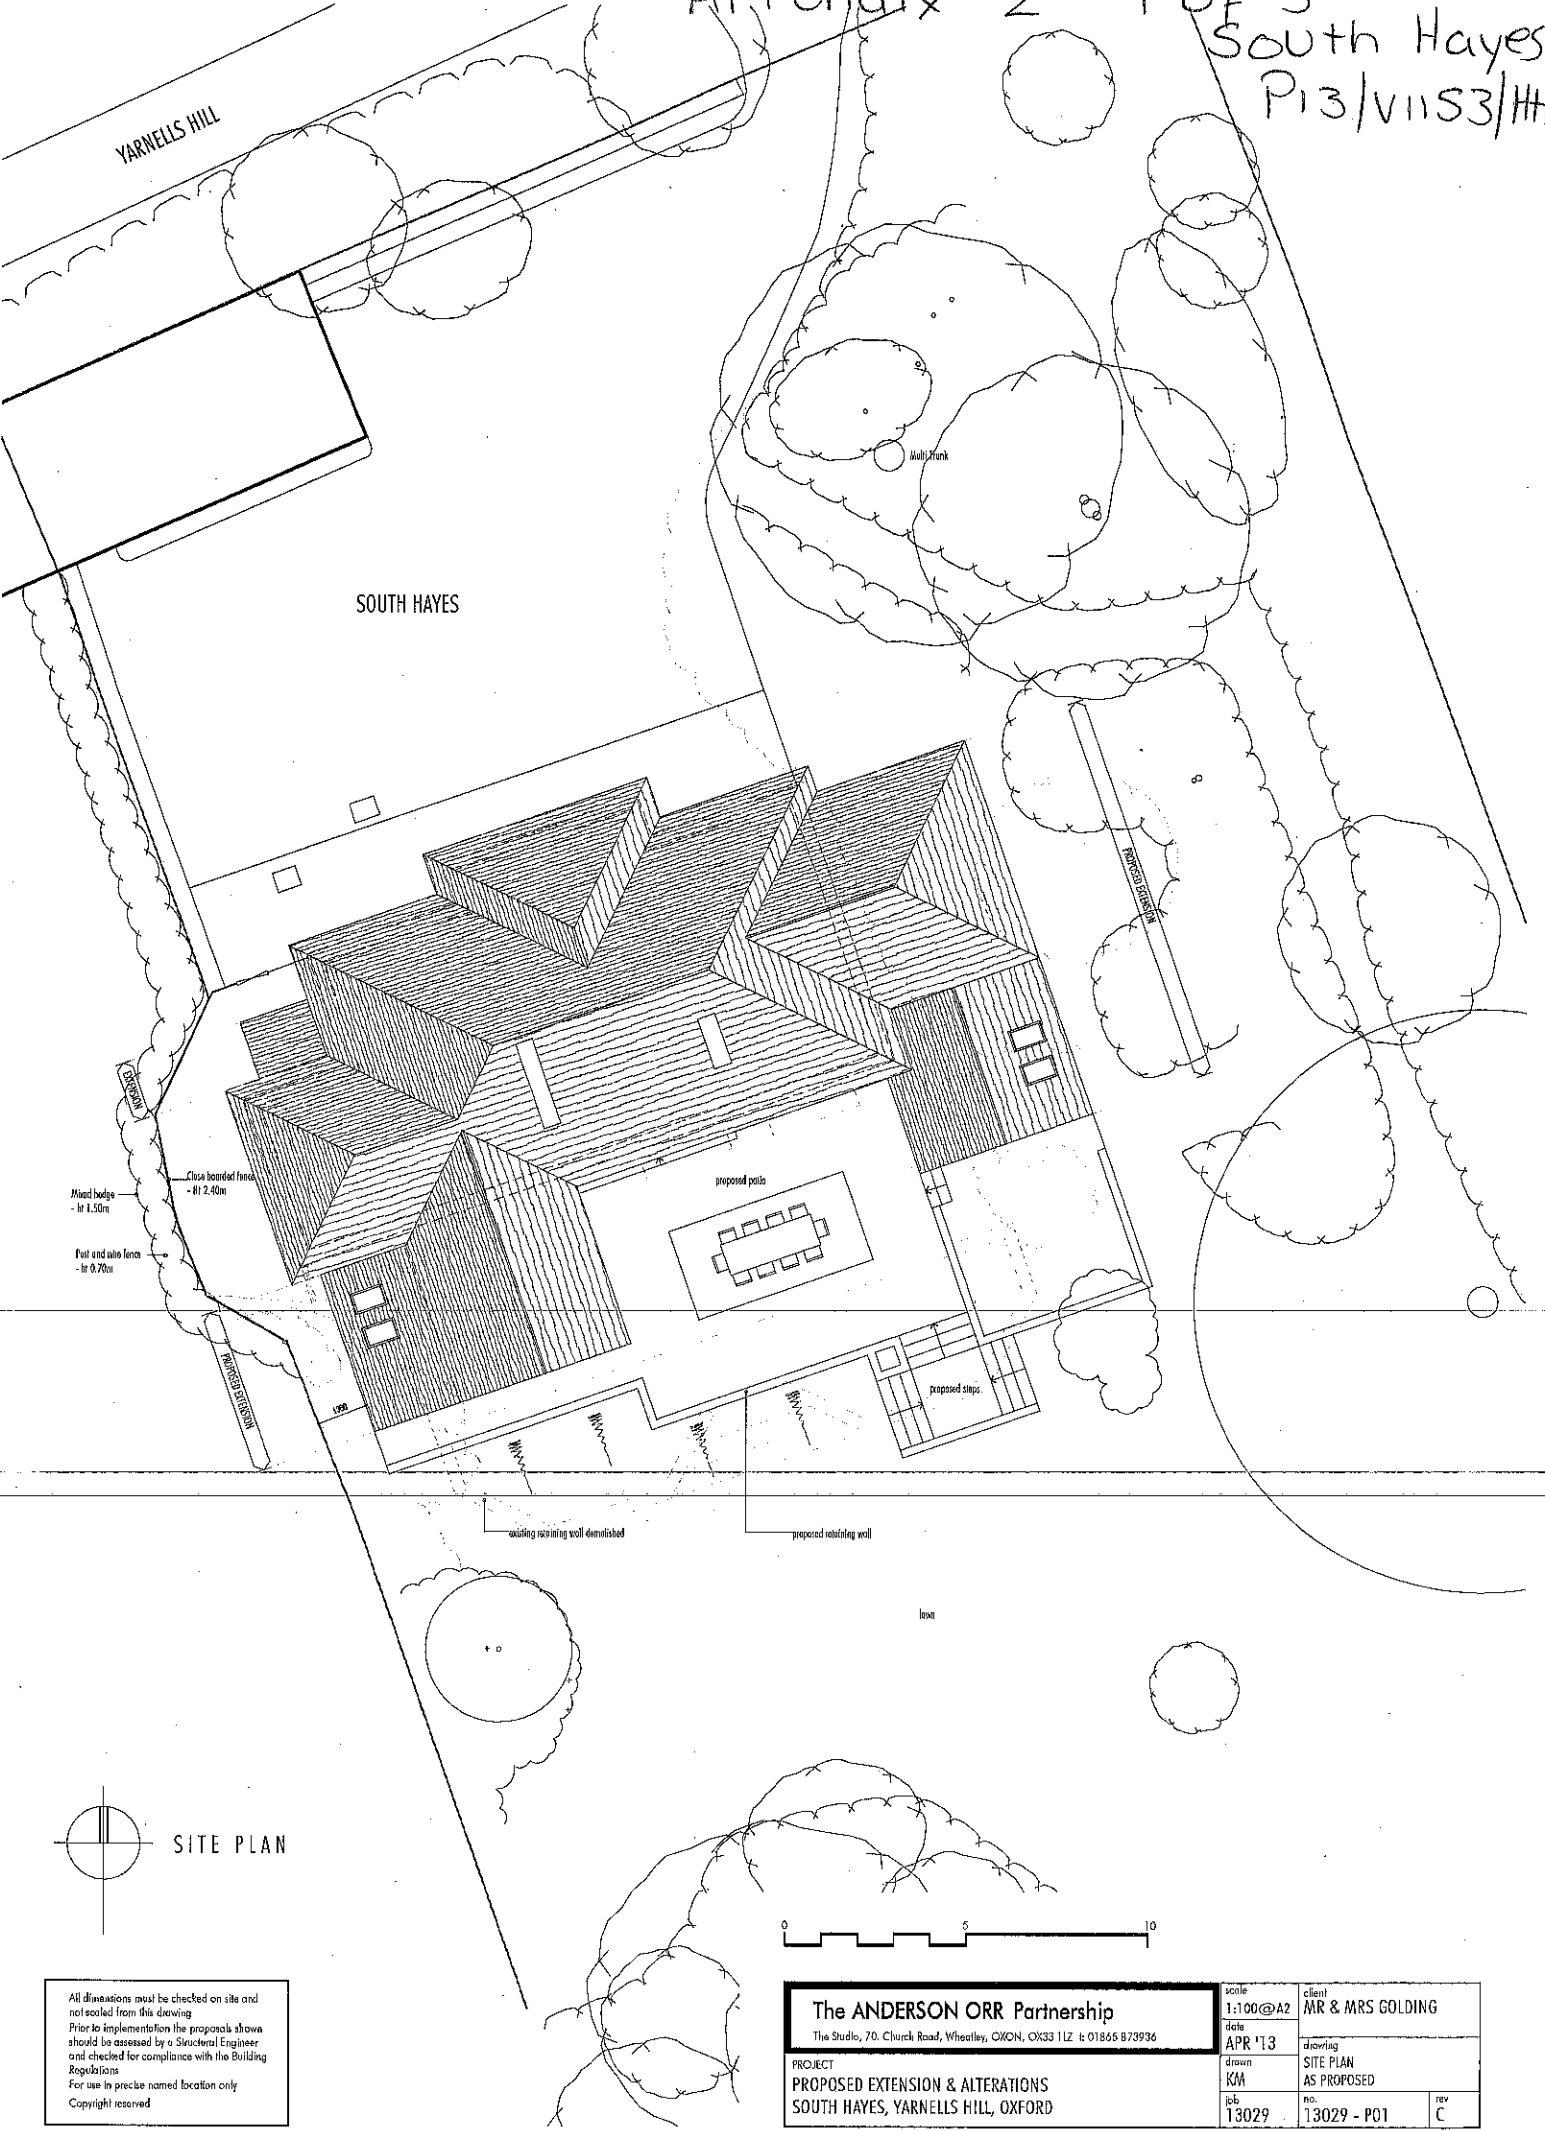 Appendix 2
South Hayes
P13/V1153/HH
YARNELLS HILL
Multi Trunk
SOUTH HAYES
PROPOSED EXTENSION
EXTENSION
Close boarded fence
- Ht 2.40m
Mixed hedge
- ht 1.50m
Post and wire fence
- ht 0.70m
proposed patio
PROPOSED EXTENSION
proposed steps
existing retaining wall demolished
proposed retaining wall
lawn
SITE PLAN
0 5 10
All dimensions must be checked on site and
not scaled from this drawing
Prior to implementation the proposals shown
should be assessed by a Structural Engineer
and checked for compliance with the Building
Regulations
For use in precise named location only
Copyright reserved
The ANDERSON ORR Partnership
The Studio, 70, Church Road, Wheatley, OXON, OX33 1LZ t: 01865 873936
PROJECT
PROPOSED EXTENSION & ALTERATIONS
SOUTH HAYES, YARNELLS HILL, OXFORD
scale
1:100@A2
date
APR '13
drawn
KM
job
13029
client
MR & MRS GOLDING
drawing
SITE PLAN
AS PROPOSED
no.
13029 - P01
rev
C